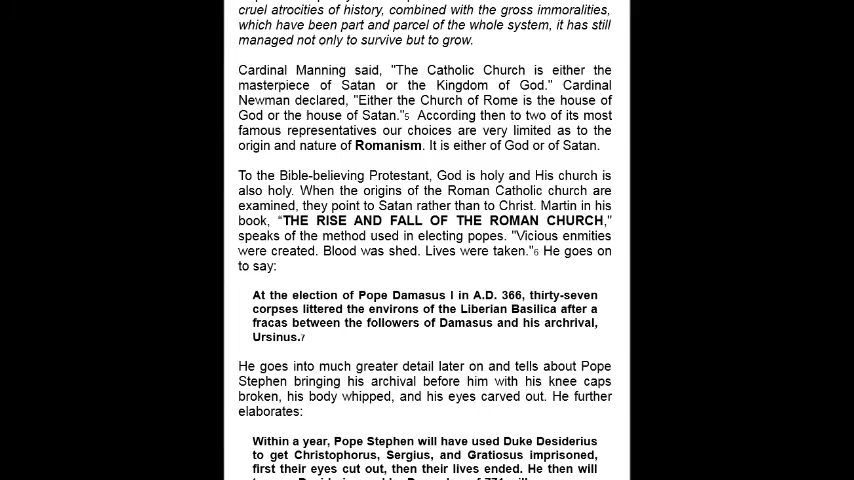 cruel atrocities of history, combined with the gross immoralities,
which have been part and parcel of the whole system, it has still
managed not only to survive but to grow.
Cardinal Manning said, "The Catholic Church is either the
masterpiece of Satan or the Kingdom of God." Cardinal
Newman declared, "Either the Church of Rome is the house of
God or the house of Satan."5 According then to two of its most
famous representatives our choices are very limited as to the
origin and nature of Romanism. It is either of God or of Satan.
To the Bible-believing Protestant, God is holy and His church is
also holy. When the origins of the Roman Catholic church are
examined, they point to Satan rather than to Christ. Martin in his
book, "THE RISE AND FALL OF THE ROMAN CHURCH,"
speaks of the method used in electing popes. "Vicious enmities
were created. Blood was shed. Lives were taken."6 He goes on
to say:
At the election of Pope Damasus I in A.D. 366, thirty-seven
corpses littered the environs of the Liberian Basilica after a
fracas between the followers of Damasus and his archrival,
Ursinus.7
He goes into much greater detail later on and tells about Pope
Stephen bringing his archival before him with his knee caps
broken, his body whipped, and his eyes carved out. He further
elaborates:
Within a year, Pope Stephen will have used Duke Desiderius
to get Christophorus, Sergius, and Gratiosus imprisoned,
first their eyes cut out, then their lives ended. He then will